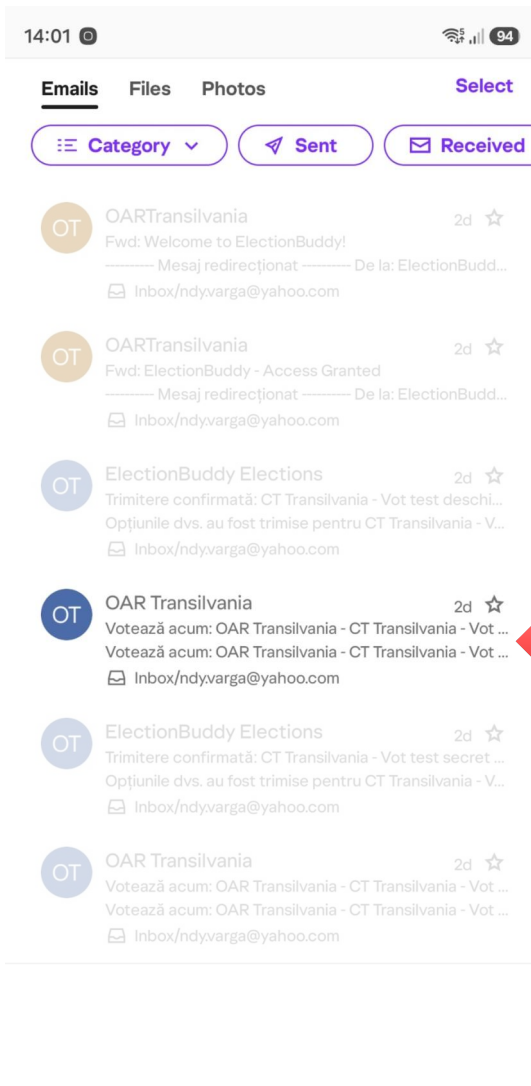 14:01 94
Emails Files Photos Select
Category Sent Received
OT OARTransilvania 2d
Fwd: Welcome to ElectionBuddy!
---------- Mesaj redirecționat ---------- De la: ElectionBudd...
Inbox/ndy.varga@yahoo.com
OT OARTransilvania 2d
Fwd: ElectionBuddy - Access Granted
---------- Mesaj redirecționat ---------- De la: ElectionBudd...
Inbox/ndy.varga@yahoo.com
OT ElectionBuddy Elections 2d
Trimitere confirmată: CT Transilvania - Vot test deschi...
Opțiunile dvs. au fost trimise pentru CT Transilvania - V...
Inbox/ndy.varga@yahoo.com
OT OAR Transilvania 2d
Votează acum: OAR Transilvania - CT Transilvania - Vot ...
Votează acum: OAR Transilvania - CT Transilvania - Vot ...
Inbox/ndy.varga@yahoo.com
OT ElectionBuddy Elections 2d
Trimitere confirmată: CT Transilvania - Vot test secret ...
Opțiunile dvs. au fost trimise pentru CT Transilvania - V...
Inbox/ndy.varga@yahoo.com
OT OAR Transilvania 2d
Votează acum: OAR Transilvania - CT Transilvania - Vot ...
Votează acum: OAR Transilvania - CT Transilvania - Vot ...
Inbox/ndy.varga@yahoo.com